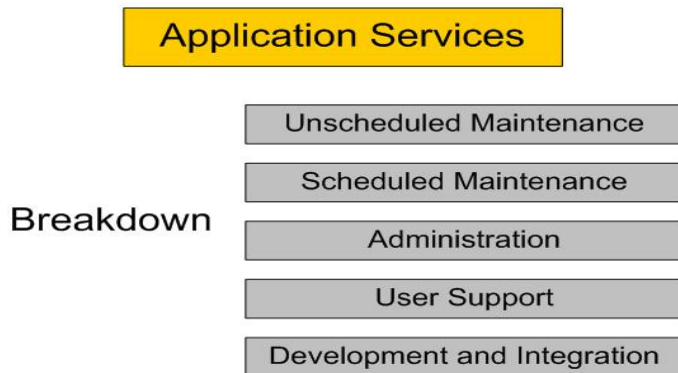 Application Services
Unscheduled Maintenance
Scheduled Maintenance
Breakdown
Administration
User Support
Development and Integration